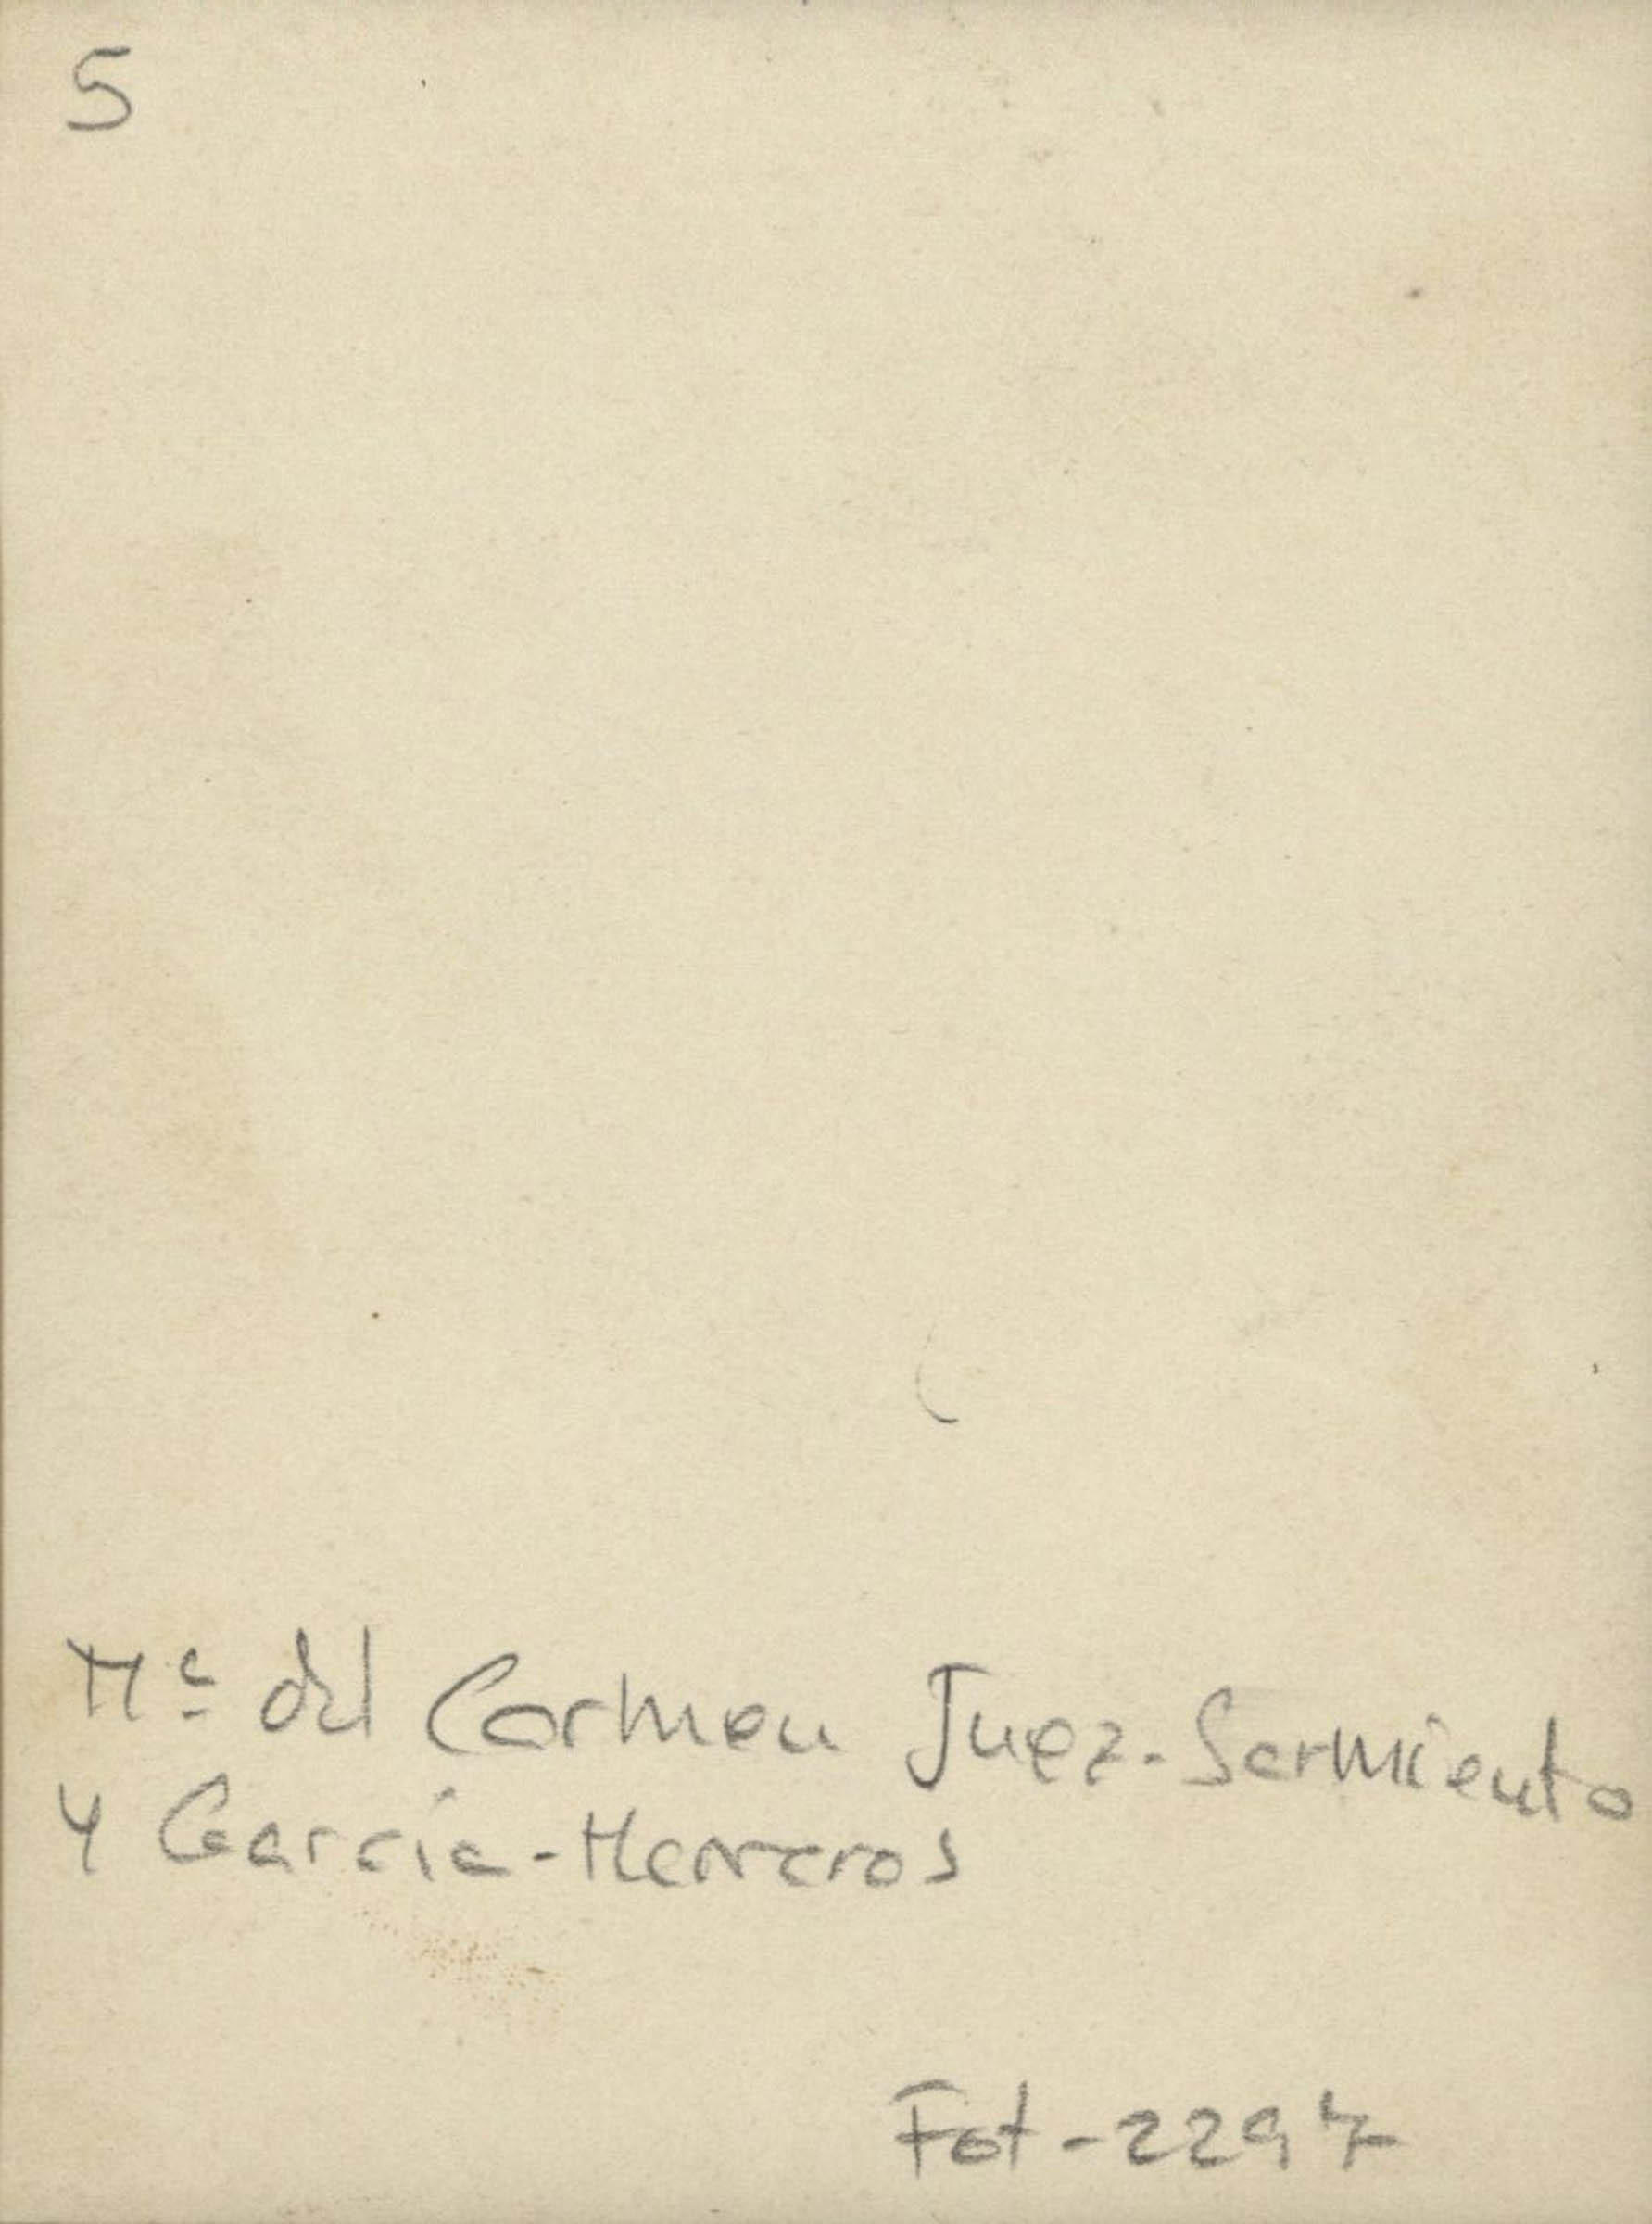 5
Mª del Carmen Juez-Sarmiento
y García-Herreros
Fot-2297